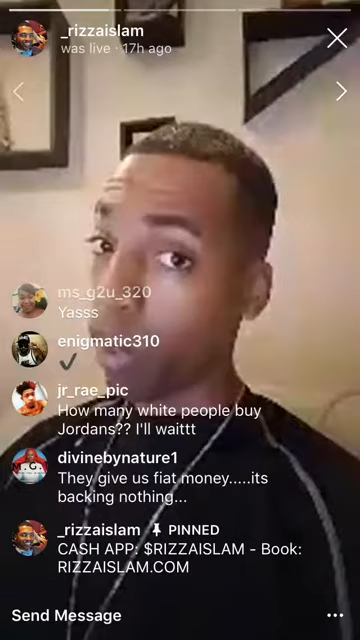 _rizzaislam
was live · 17h ago
ms_g2u_320
Yasss
enigmatic310
✔
jr_rae_pic
How many white people buy
Jordans?? I'll waittt
divinebynature1
They give us fiat money.....its
backing nothing...
_rizzaislam PINNED
CASH APP: $RIZZAISLAM - Book:
RIZZAISLAM.COM
Send Message